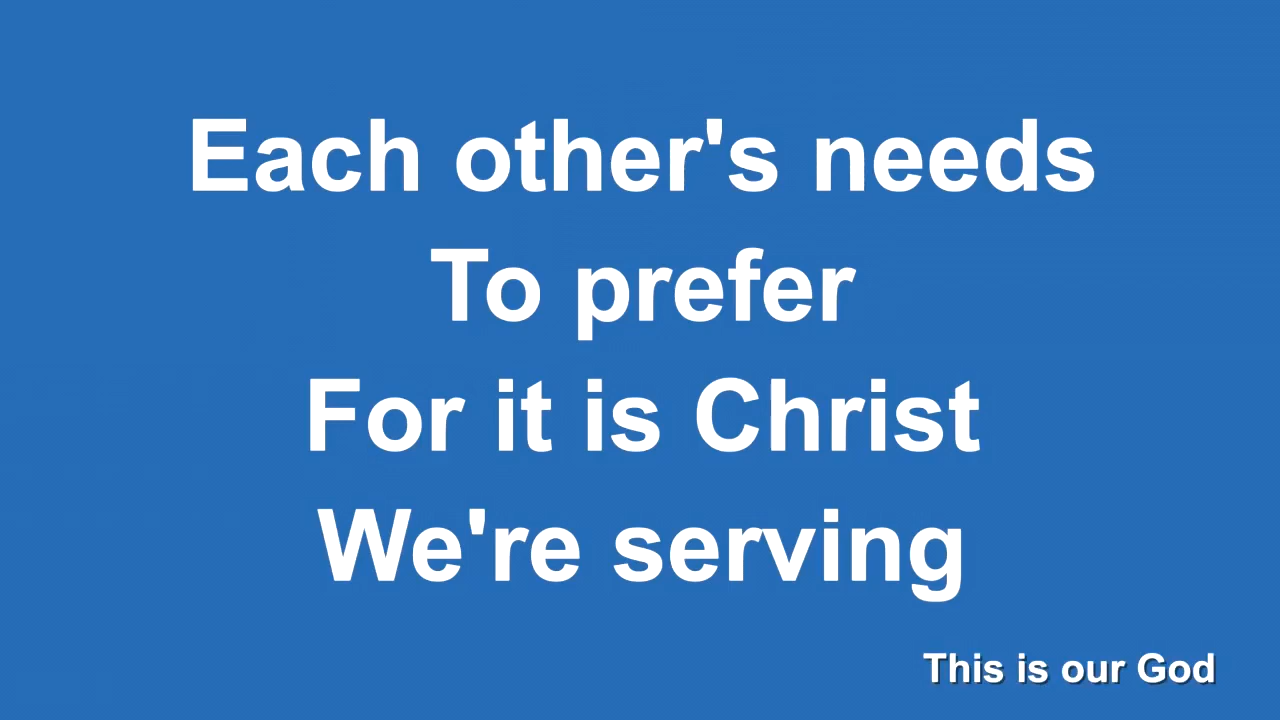 Each other's needs
To prefer
For it is Christ
We're serving
This is our God